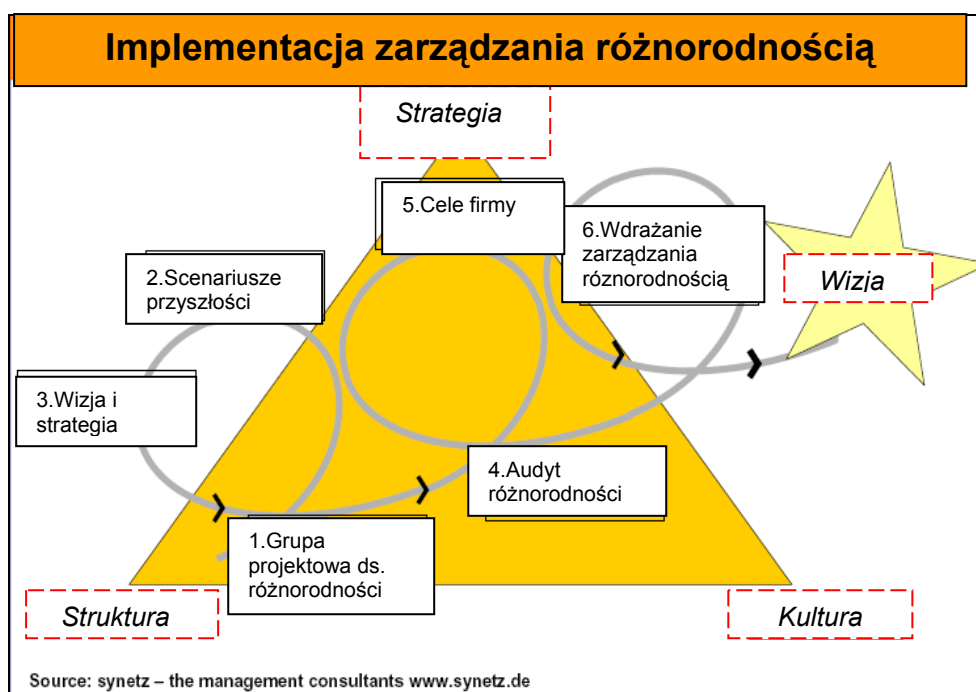 Implementacja zarządzania różnorodnością
Strategia
5.Cele firmy
6.Wdrażanie
zarządzania
róznorodnością
2.Scenariusze
przyszłości
Wizja
3.Wizja i
strategia
4.Audyt
różnorodności
1.Grupa
projektowa ds.
różnorodności
Struktura
Kultura
Source: synetz – the management consultants www.synetz.de